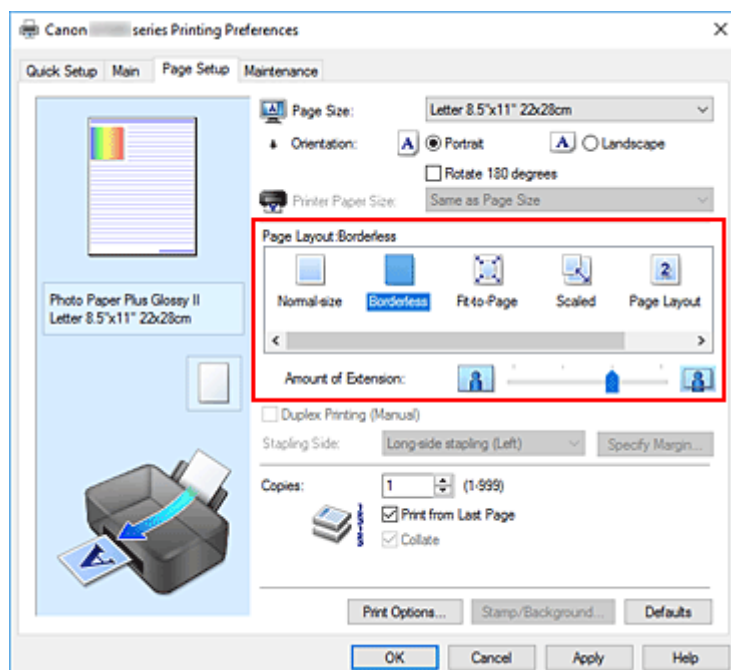 Canon series Printing Preferences
Quick Setup Main Page Setup Maintenance
Page Size: Letter 8.5"x11" 22x28cm
Orientation: A Portrait A Landscape
Rotate 180 degrees
Printer Paper Size: Same as Page Size
Page Layout:Borderless
2
Normal-size Borderless Fit-to-Page Scaled Page Layout
Photo Paper Plus Glossy II
Letter 8.5"x11" 22x28cm
Amount of Extension:
Duplex Printing (Manual)
Stapling Side: Long-side stapling (Left) Specify Margin...
Copies: 1 (1-999)
Print from Last Page
Collate
A
Print Options... Stamp/Background... Defaults
OK Cancel Apply Help